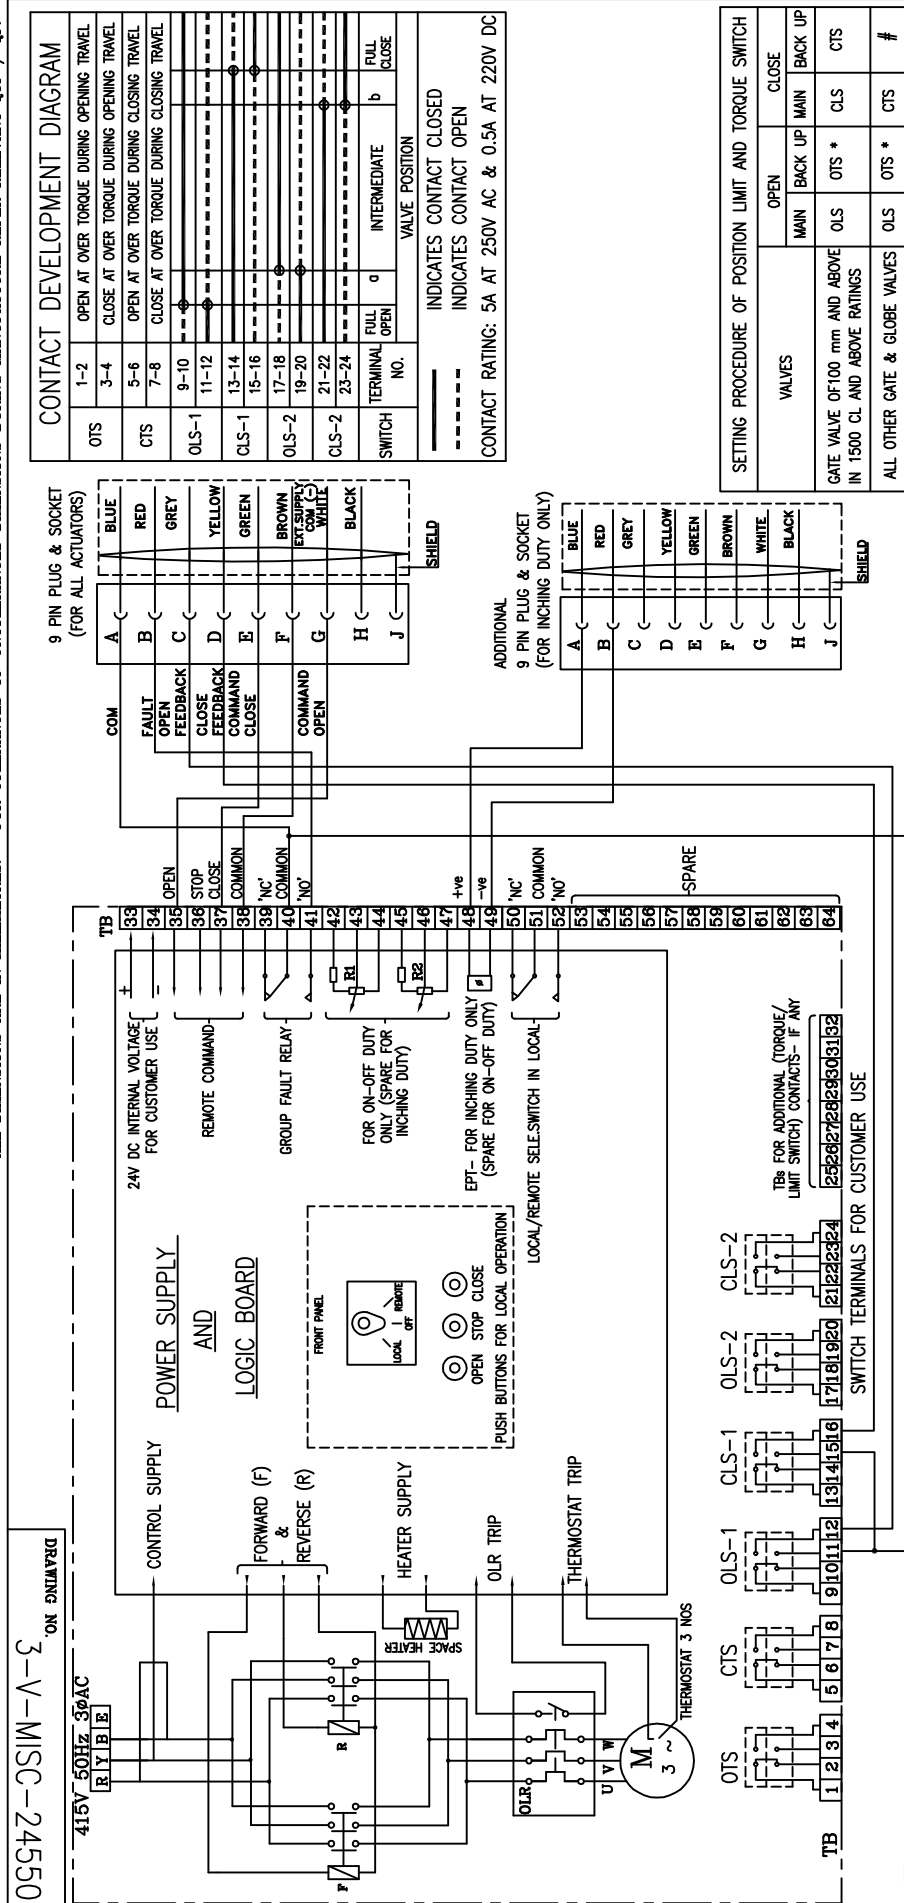 CONTACT DEVELOPMENT DIAGRAM
OTS
1-2
OPEN AT OVER TORQUE DURING OPENING TRAVEL
3-4
CLOSE AT OVER TORQUE DURING OPENING TRAVEL
CTS
5-6
OPEN AT OVER TORQUE DURING CLOSING TRAVEL
7-8
CLOSE AT OVER TORQUE DURING CLOSING TRAVEL
OLS-1
9-10
11-12
CLS-1
13-14
15-16
OLS-2
17-18
19-20
CLS-2
21-22
23-24
SWITCH
TERMINAL NO.
FULL OPEN
a
INTERMEDIATE
b
FULL CLOSE
VALVE POSITION
INDICATES CONTACT CLOSED
INDICATES CONTACT OPEN
CONTACT RATING: 5A AT 250V AC & 0.5A AT 220V DC
SETTING PROCEDURE OF POSITION LIMIT AND TORQUE SWITCH
VALVES
OPEN
CLOSE
MAIN
BACK UP
MAIN
BACK UP
GATE VALVE OF100 mm AND ABOVE
IN 1500 CL AND ABOVE RATINGS
OLS
OTS *
CLS
CTS
ALL OTHER GATE & GLOBE VALVES
OLS
OTS *
CTS
#
9 PIN PLUG & SOCKET
(FOR ALL ACTUATORS)
A
B
C
D
E
F
G
H
J
BLUE
RED
GREY
YELLOW
GREEN
BROWN
EXT.SUPPLY
COM (-)
WHITE
BLACK
SHIELD
COM
FAULT
OPEN
FEEDBACK
CLOSE
FEEDBACK
COMMAND
CLOSE
COMMAND
OPEN
ADDITIONAL
9 PIN PLUG & SOCKET
(FOR INCHING DUTY ONLY)
A
B
C
D
E
F
G
H
J
BLUE
RED
GREY
YELLOW
GREEN
BROWN
WHITE
BLACK
SHIELD
OPEN
STOP
CLOSE
COMMON
'NC'
COMMON
'NO'
+ve
-ve
'NC'
COMMON
'NO'
SPARE
TB
33
34
35
36
37
38
39
40
41
42
43
44
45
46
47
48
49
50
51
52
53
54
55
56
57
58
59
60
61
62
63
64
+
-
24V DC INTERNAL VOLTAGE
FOR CUSTOMER USE
REMOTE COMMAND
GROUP FAULT RELAY
R1
R2
FOR ON-OFF DUTY
ONLY (SPARE FOR
INCHING DUTY)
EPT- FOR INCHING DUTY ONLY
(SPARE FOR ON-OFF DUTY)
LOCAL/REMOTE SELE.SWITCH IN LOCAL
POWER SUPPLY
AND
LOGIC BOARD
FRONT PANEL
LOCAL
OFF
REMOTE
OPEN STOP CLOSE
PUSH BUTTONS FOR LOCAL OPERATION
CONTROL SUPPLY
FORWARD (F)
&
REVERSE (R)
HEATER SUPPLY
OLR TRIP
THERMOSTAT TRIP
SPACE HEATER
THERMOSTAT 3 NOS
415V 50Hz 3øAC
R Y B E
F
R
OLR
U V W
M
3 ~
TB
OTS
1 2 3 4
CTS
5 6 7 8
OLS-1
9 10 11 12
CLS-1
13 14 15 16
OLS-2
17 18 19 20
CLS-2
21 22 23 24
TBs FOR ADDITIONAL (TORQUE/
LIMIT SWITCH) CONTACTS- IF ANY
25 26 27 28 29 30 31 32
SWTTCH TERMINALS FOR CUSTOMER USE
DRAWING NO.
3-V-MISC-24550